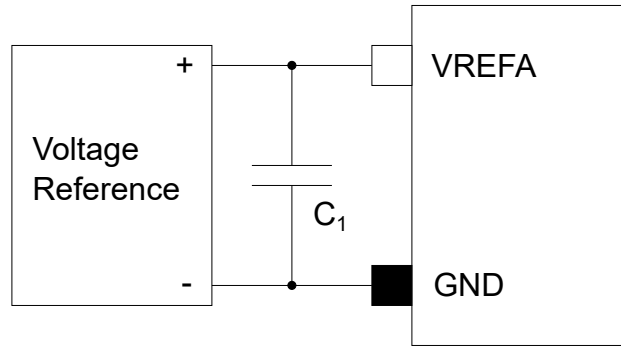 +
VREFA
Voltage
Reference
C₁
-
GND